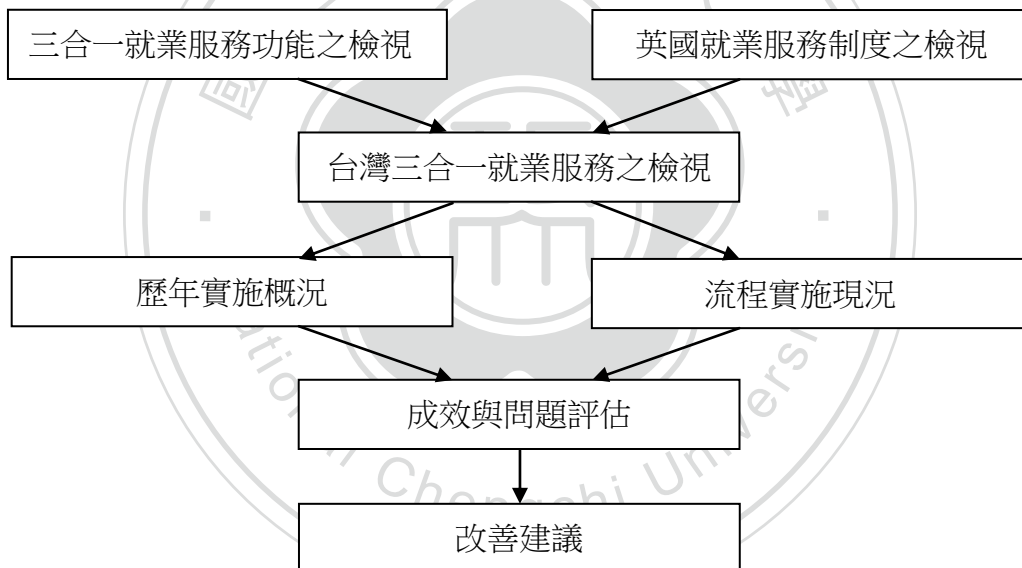 三合一就業服務功能之檢視
英國就業服務制度之檢視
台灣三合一就業服務之檢視
歷年實施概況
流程實施現況
成效與問題評估
改善建議